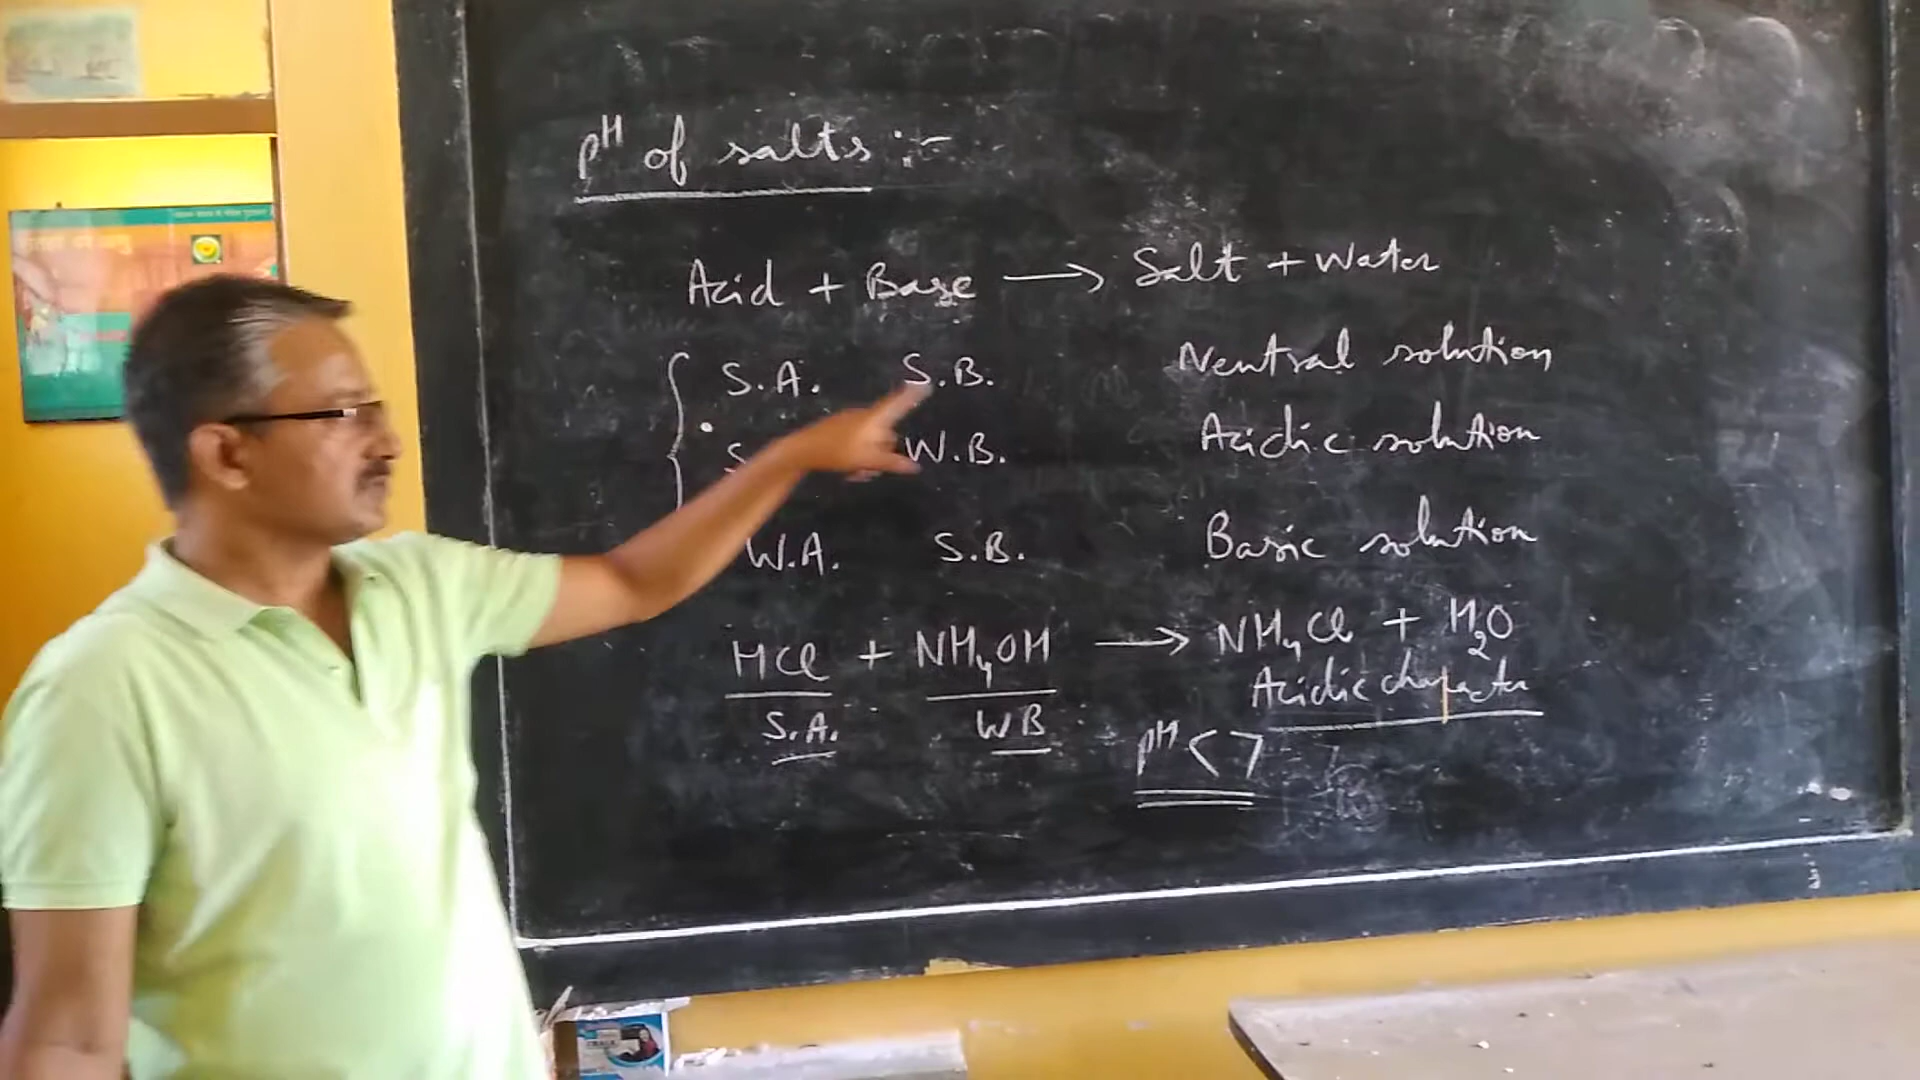 pH of salts :-
Acid + Base → Salt + Water
S.A. S.B. Neutral solution
S W.B. Acidic solution
W.A. S.B. Basic solution
HCl + NH4OH → NH4Cl + H2O
S.A. WB Acidic character
pH < 7